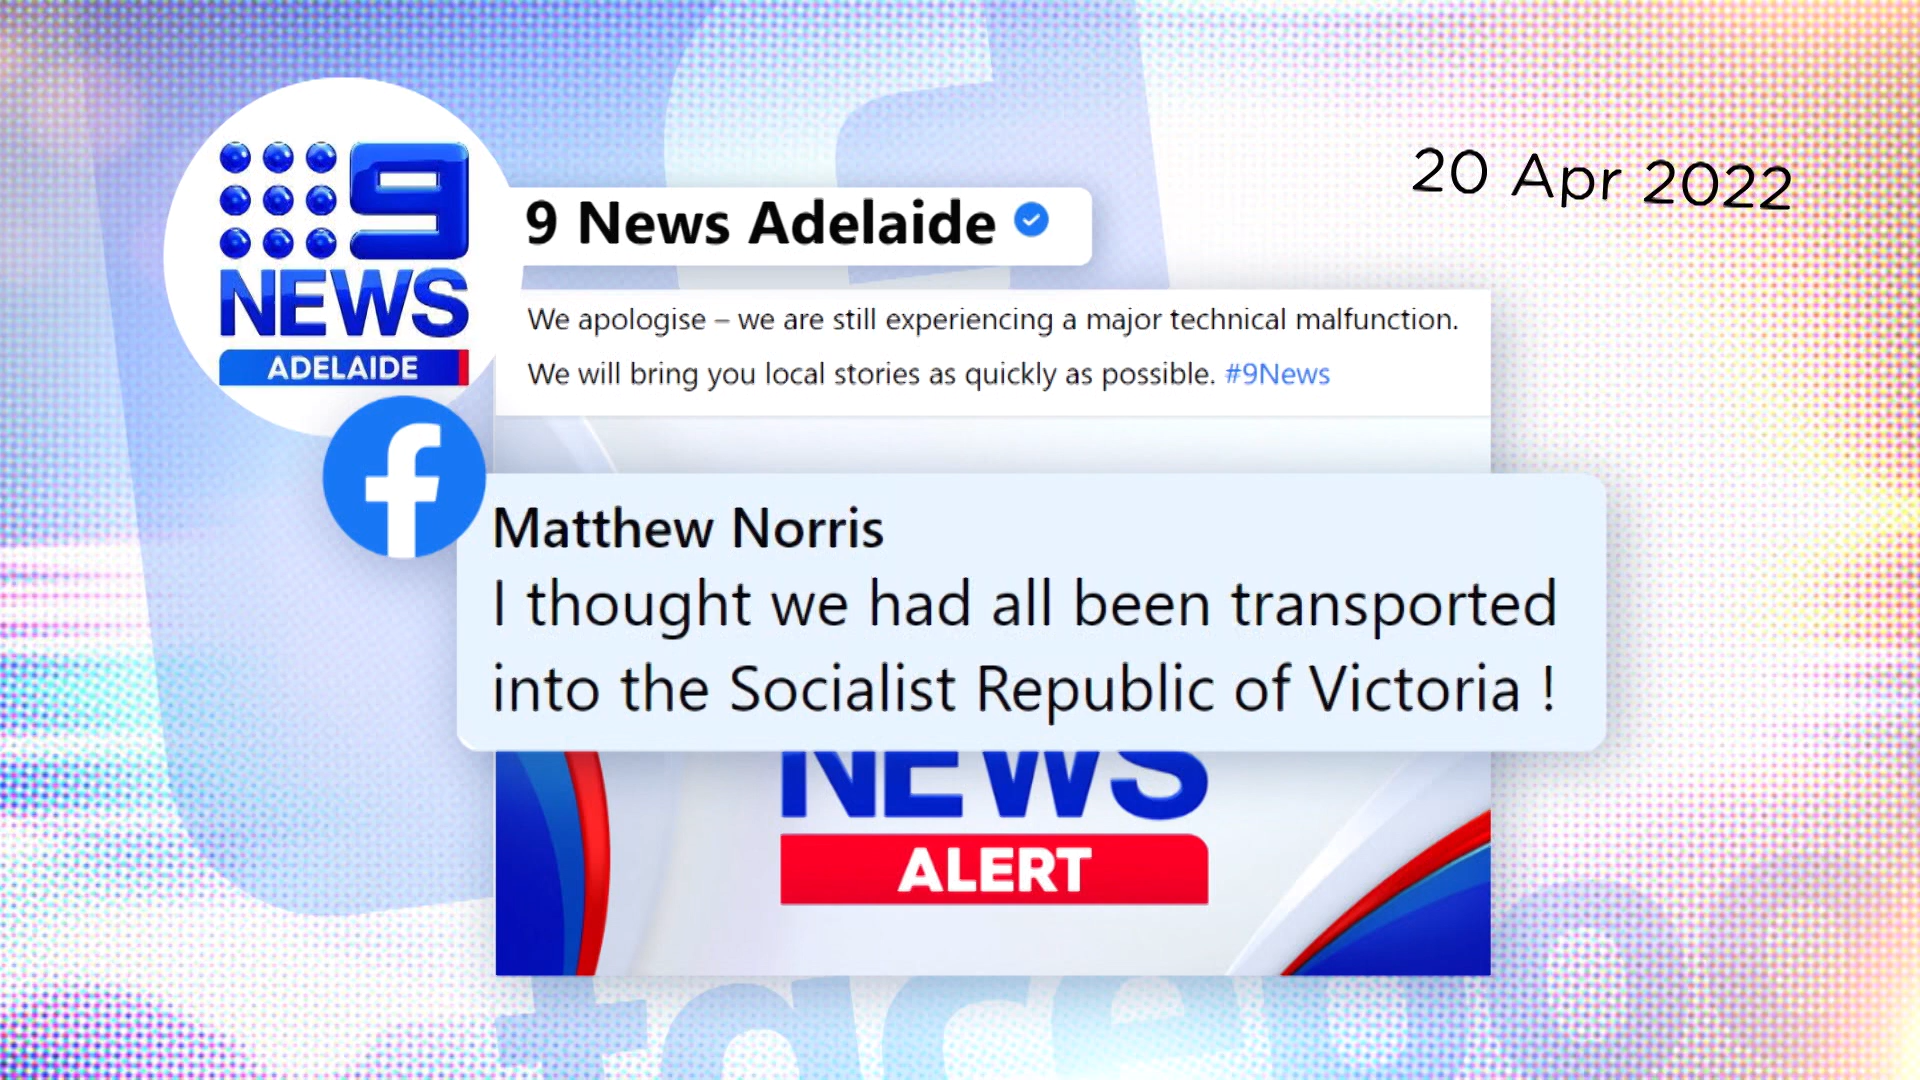 20 Apr 2022
9
NEWS
ADELAIDE
9 News Adelaide
We apologise – we are still experiencing a major technical malfunction.
We will bring you local stories as quickly as possible. #9News
f
Matthew Norris
I thought we had all been transported
into the Socialist Republic of Victoria !
NEWS
ALERT